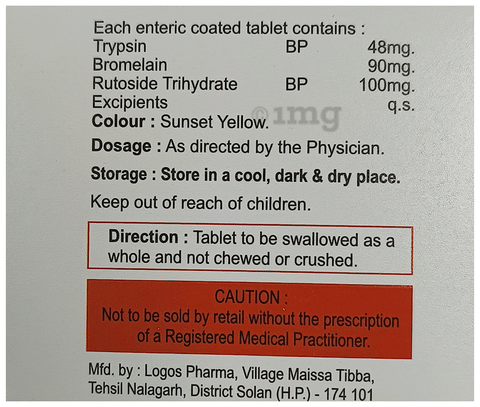 Each enteric coated tablet contains :
Trypsin BP 48mg.
Bromelain 90mg.
Rutoside Trihydrate BP 100mg.
Excipients q.s.
1mg
Colour : Sunset Yellow.
Dosage : As directed by the Physician.
Storage : Store in a cool, dark & dry place.
Keep out of reach of children.
Direction : Tablet to be swallowed as a
whole and not chewed or crushed.
CAUTION :
Not to be sold by retail without the prescription
of a Registered Medical Practitioner.
Mfd. by : Logos Pharma, Village Maissa Tibba,
Tehsil Nalagarh, District Solan (H.P.) - 174 101